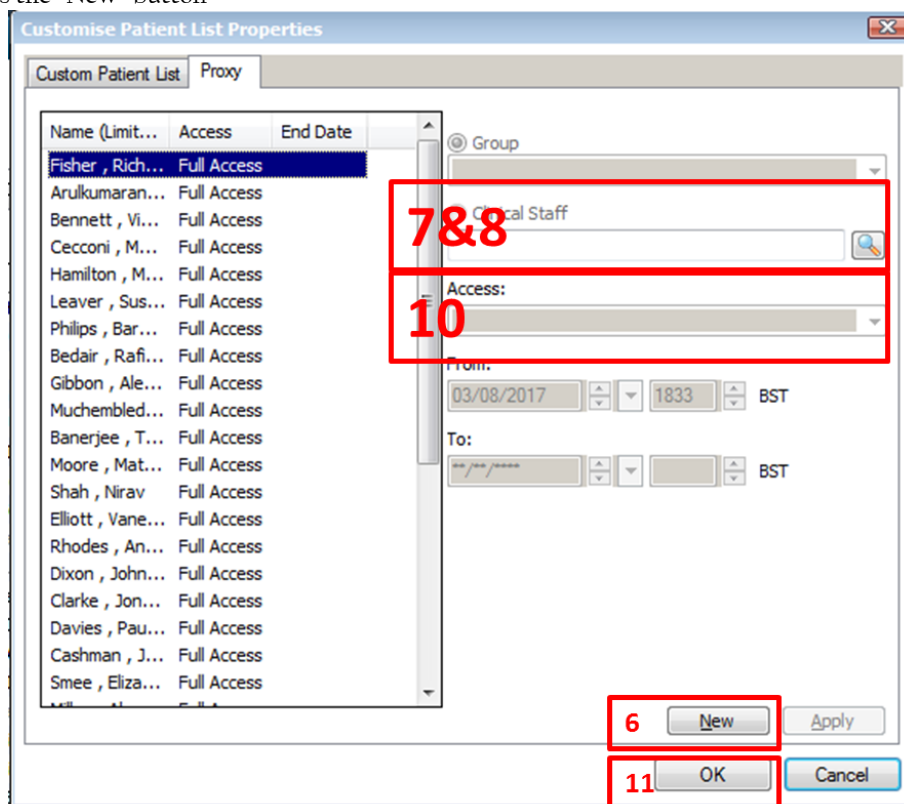 the "New" button
Customise Patient List Properties
Custom Patient List Proxy
Name (Limit... Access End Date
Fisher , Rich... Full Access
Arulkumaran... Full Access
Bennett , Vi... Full Access
Cecconi , M... Full Access
Hamilton , M... Full Access
Leaver , Sus... Full Access
Philips , Bar... Full Access
Bedair , Rafi... Full Access
Gibbon , Ale... Full Access
Muchembled... Full Access
Banerjee , T... Full Access
Moore , Mat... Full Access
Shah , Nirav Full Access
Elliott , Vane... Full Access
Rhodes , An... Full Access
Dixon , John... Full Access
Clarke , Jon... Full Access
Davies , Pau... Full Access
Cashman , J... Full Access
Smee , Eliza... Full Access
Group
Clinical Staff
7&8
Access:
10
From:
03/08/2017 1833 BST
To:
**/**/**** BST
6 New Apply
11 OK Cancel